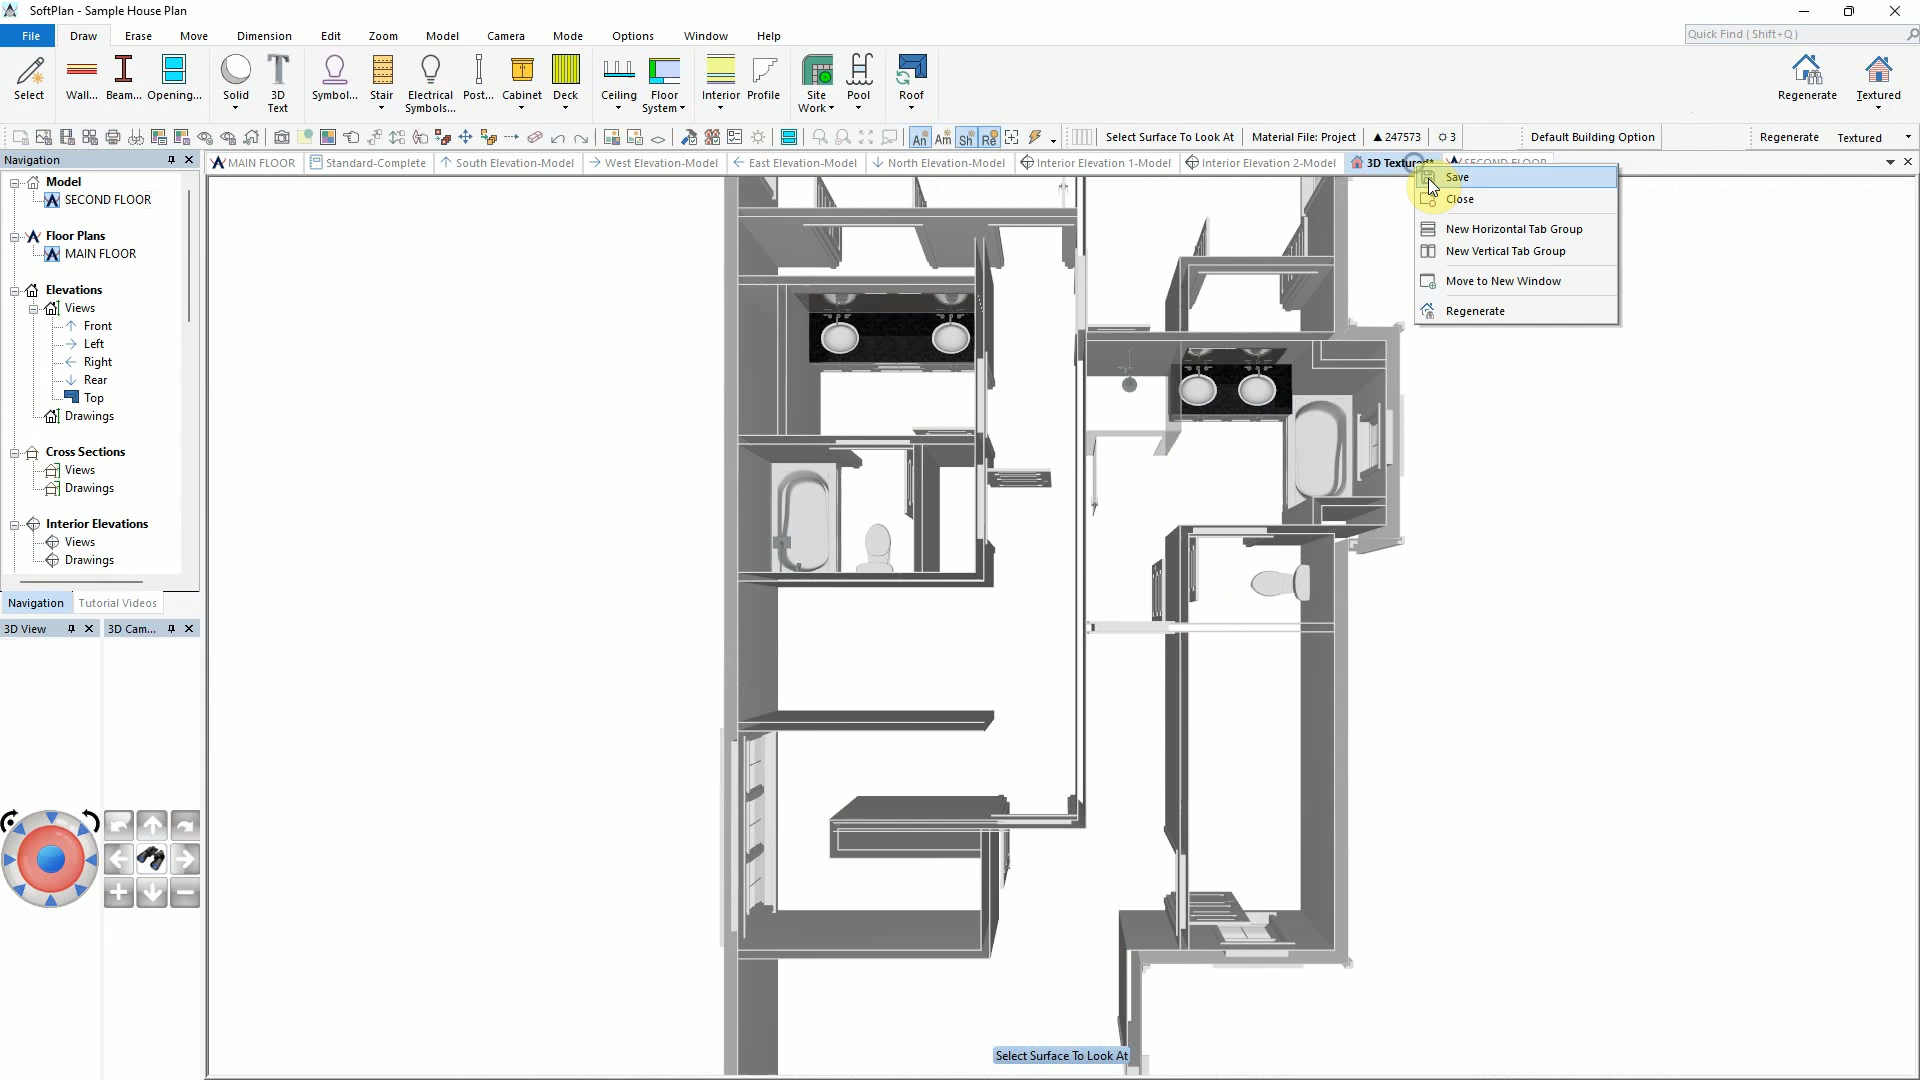 SoftPlan - Sample House Plan
File Draw Erase Move Dimension Edit Zoom Model Camera Mode Options Window Help
Quick Find ( Shift+Q )
Select Wall... Beam... Opening... Solid 3D Text Symbol... Stair Electrical Symbols... Post... Cabinet Deck Ceiling Floor System Interior Profile Site Work Pool Roof Regenerate Textured
An Am Sh Re Select Surface To Look At Material File: Project ▲247573 3 Default Building Option Regenerate Textured
Navigation
MAIN FLOOR Standard-Complete South Elevation-Model West Elevation-Model East Elevation-Model North Elevation-Model Interior Elevation 1-Model Interior Elevation 2-Model 3D Textured* SECOND FLOOR
Save
Close
New Horizontal Tab Group
New Vertical Tab Group
Move to New Window
Regenerate
Model
SECOND FLOOR
Floor Plans
MAIN FLOOR
Elevations
Views
Front
Left
Right
Rear
Top
Drawings
Cross Sections
Views
Drawings
Interior Elevations
Views
Drawings
Navigation Tutorial Videos
3D View 3D Cam...
Select Surface To Look At